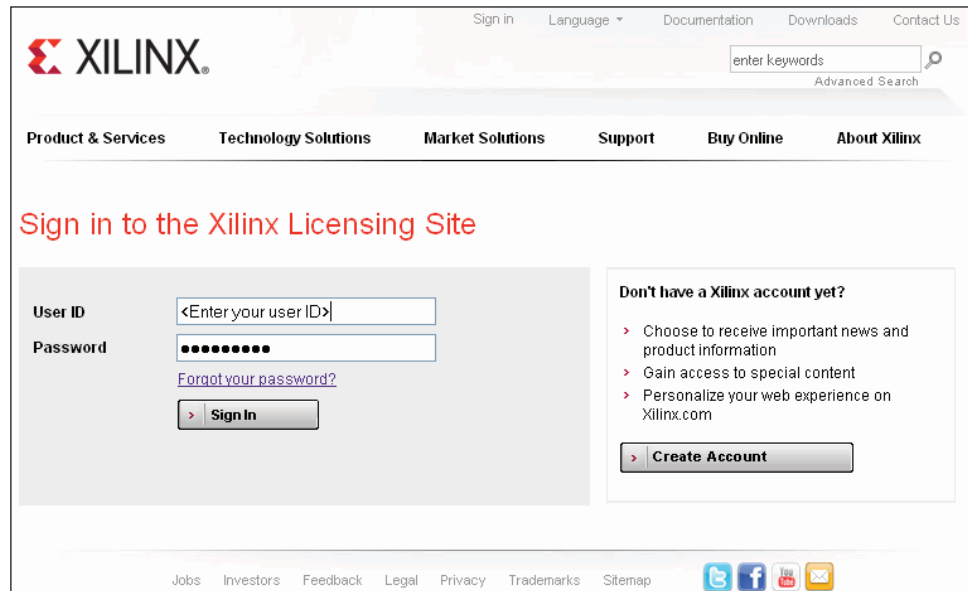 Sign in Language Documentation Downloads Contact Us
XILINX®
enter keywords
Advanced Search
Product & Services Technology Solutions Market Solutions Support Buy Online About Xilinx
Sign in to the Xilinx Licensing Site
User ID <Enter your user ID>
Password ●●●●●●●●●
Forgot your password?
Sign In
Don't have a Xilinx account yet?
Choose to receive important news and
product information
Gain access to special content
Personalize your web experience on
Xilinx.com
Create Account
Jobs Investors Feedback Legal Privacy Trademarks Sitemap
You Tube